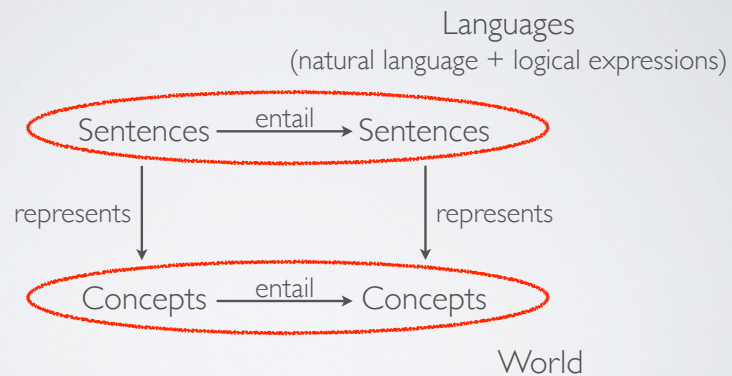 Languages
(natural language + logical expressions)
Sentences entail Sentences
represents represents
Concepts entail Concepts
World